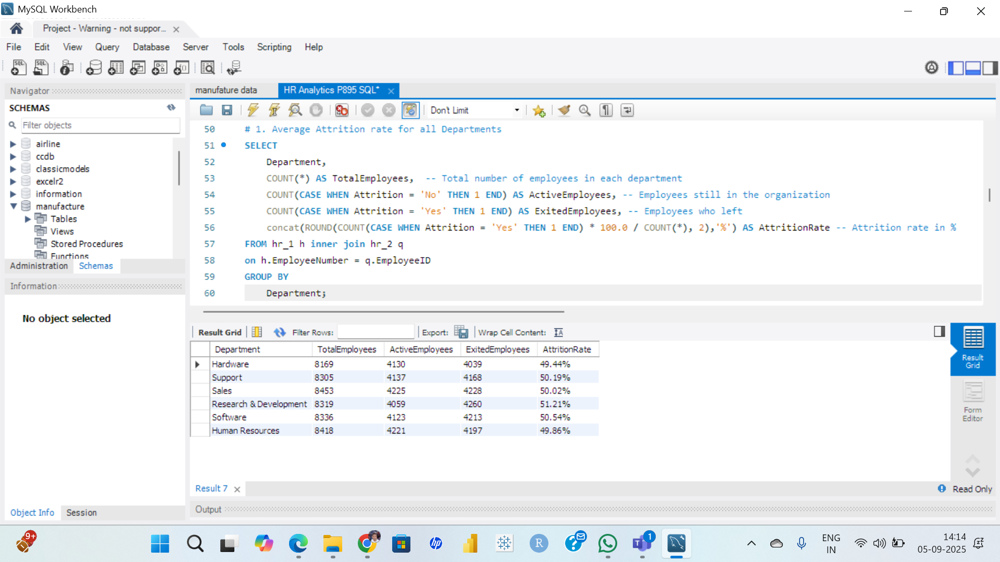 MySQL Workbench
Project - Warning - not suppor...
File Edit View Query Database Server Tools Scripting Help
Navigator
SCHEMAS
Filter objects
airline
ccdb
classicmodels
excelr2
information
manufacture
Tables
Views
Stored Procedures
Functions
Administration Schemas
Information
No object selected
Object Info Session
manufature data HR Analytics P895 SQL*
Don't Limit
50 # 1. Average Attrition rate for all Departments
51 SELECT
52 Department,
53 COUNT(*) AS TotalEmployees, -- Total number of employees in each department
54 COUNT(CASE WHEN Attrition = 'No' THEN 1 END) AS ActiveEmployees, -- Employees still in the organization
55 COUNT(CASE WHEN Attrition = 'Yes' THEN 1 END) AS ExitedEmployees, -- Employees who left
56 concat(ROUND(COUNT(CASE WHEN Attrition = 'Yes' THEN 1 END) * 100.0 / COUNT(*), 2),'%') AS AttritionRate -- Attrition rate in %
57 FROM hr_1 h inner join hr_2 q
58 on h.EmployeeNumber = q.EmployeeID
59 GROUP BY
60 Department;
Result Grid Filter Rows: Export: Wrap Cell Content:
Department TotalEmployees ActiveEmployees ExitedEmployees AttritionRate
Hardware 8169 4130 4039 49.44%
Support 8305 4137 4168 50.19%
Sales 8453 4225 4228 50.02%
Research & Development 8319 4059 4260 51.21%
Software 8336 4123 4213 50.54%
Human Resources 8418 4221 4197 49.86%
Result
Grid
Form
Editor
Result 7
Read Only
Output
9+
hp
R
1
ENG
IN
14:14
05-09-2025